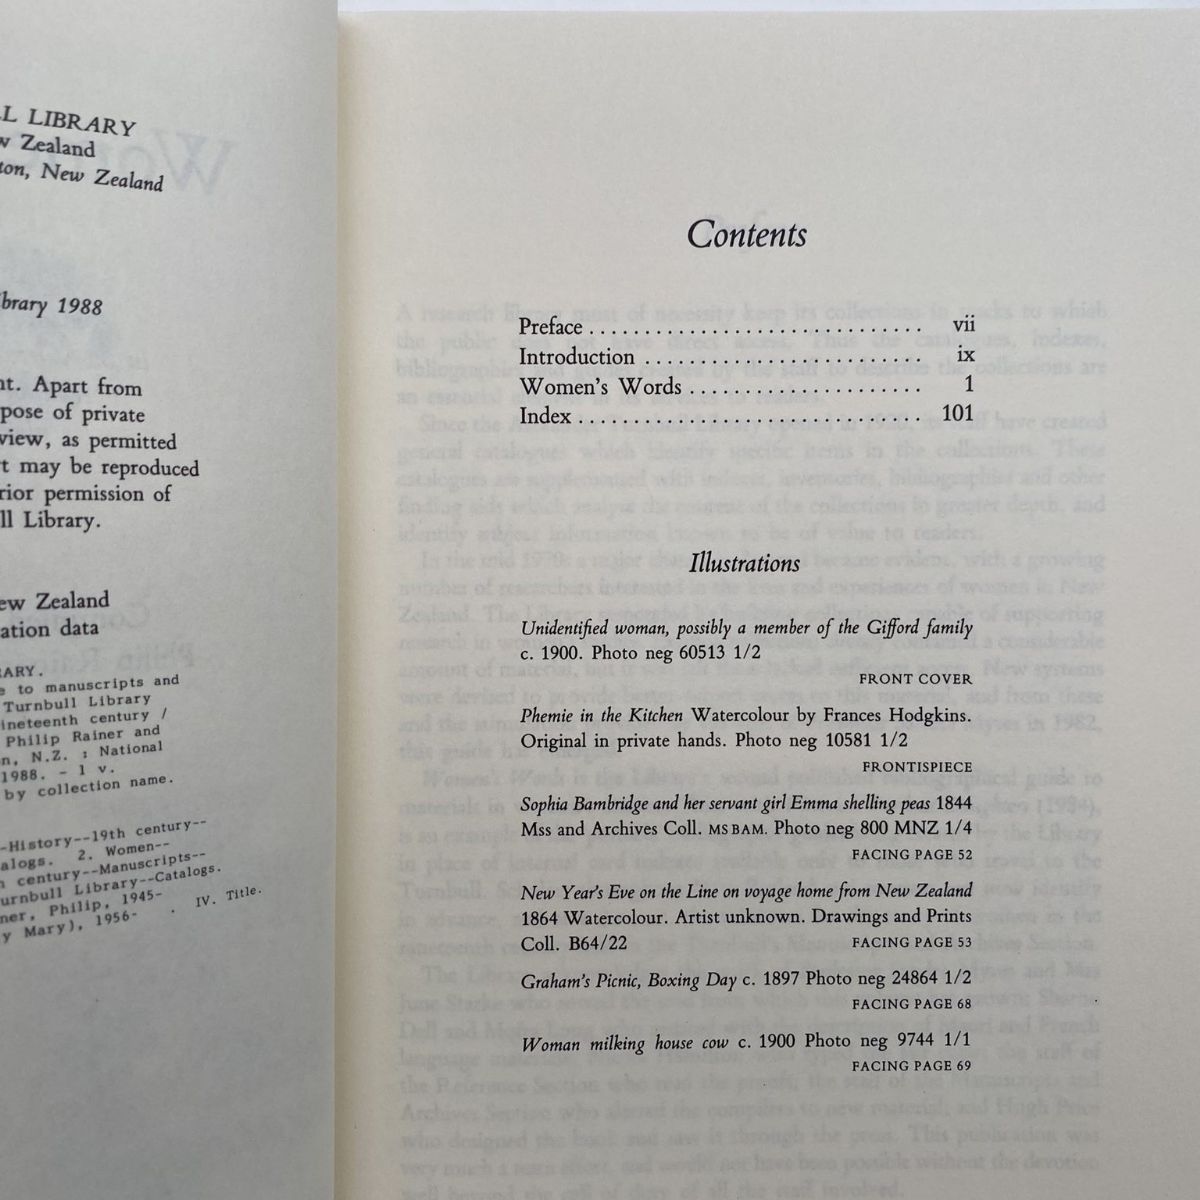 LL LIBRARY
w Zealand
ton, New Zealand
ibrary 1988
nt. Apart from
pose of private
view, as permitted
t may be reproduced
rior permission of
ll Library.
ew Zealand
ation data
ARY.
e to manuscripts and
Turnbull Library
ineteenth century /
Philip Rainer and
n, N.Z. : National
1988. - 1 v.
by collection name.
-History--19th century--
alogs. 2. Women--
h century--Manuscripts--
urnbull Library--Catalogs.
ner, Philip, 1945-
y Mary), 1956- . IV. Title.
Contents
Preface . . . . . . . . . . . . . . . . . . . . . . . . . . . . . . vii
Introduction . . . . . . . . . . . . . . . . . . . . . . . . . ix
Women's Words . . . . . . . . . . . . . . . . . . . . . 1
Index . . . . . . . . . . . . . . . . . . . . . . . . . . . . . . . 101
Illustrations
Unidentified woman, possibly a member of the Gifford family
c. 1900. Photo neg 60513 1/2
FRONT COVER
Phemie in the Kitchen Watercolour by Frances Hodgkins.
Original in private hands. Photo neg 10581 1/2
FRONTISPIECE
Sophia Bambridge and her servant girl Emma shelling peas 1844
Mss and Archives Coll. MS BAM. Photo neg 800 MNZ 1/4
FACING PAGE 52
New Year's Eve on the Line on voyage home from New Zealand
1864 Watercolour. Artist unknown. Drawings and Prints
Coll. B64/22 FACING PAGE 53
Graham's Picnic, Boxing Day c. 1897 Photo neg 24864 1/2
FACING PAGE 68
Woman milking house cow c. 1900 Photo neg 9744 1/1
FACING PAGE 69